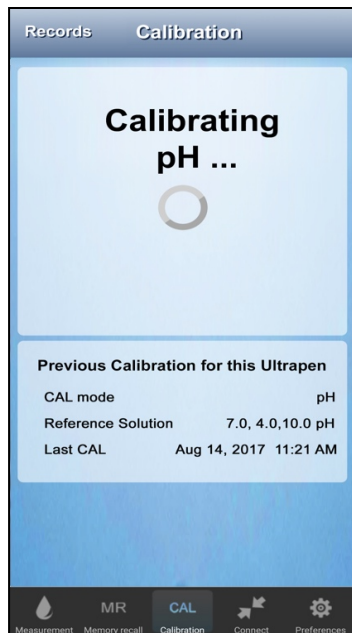 Records Calibration
Calibrating
pH ...
Previous Calibration for this Ultrapen
CAL mode pH
Reference Solution 7.0, 4.0,10.0 pH
Last CAL Aug 14, 2017 11:21 AM
MR CAL
Measurement Memory recall Calibration Connect Preferences